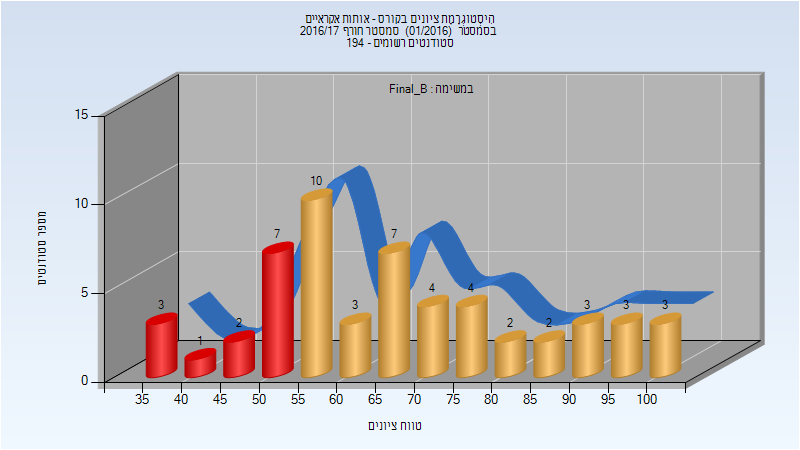 היסטוגרמת ציונים בקורס - אותות אקראיים
בסמסטר (01/2016) סמסטר חורף 2016/17
סטודנטים רשומים - 194
במשימה : Final_B
מספר סטודנטים
15
10
5
0
3
1
2
7
10
3
7
4
4
2
2
3
3
3
35 40 45 50 55 60 65 70 75 80 85 90 95 100
טווח ציונים